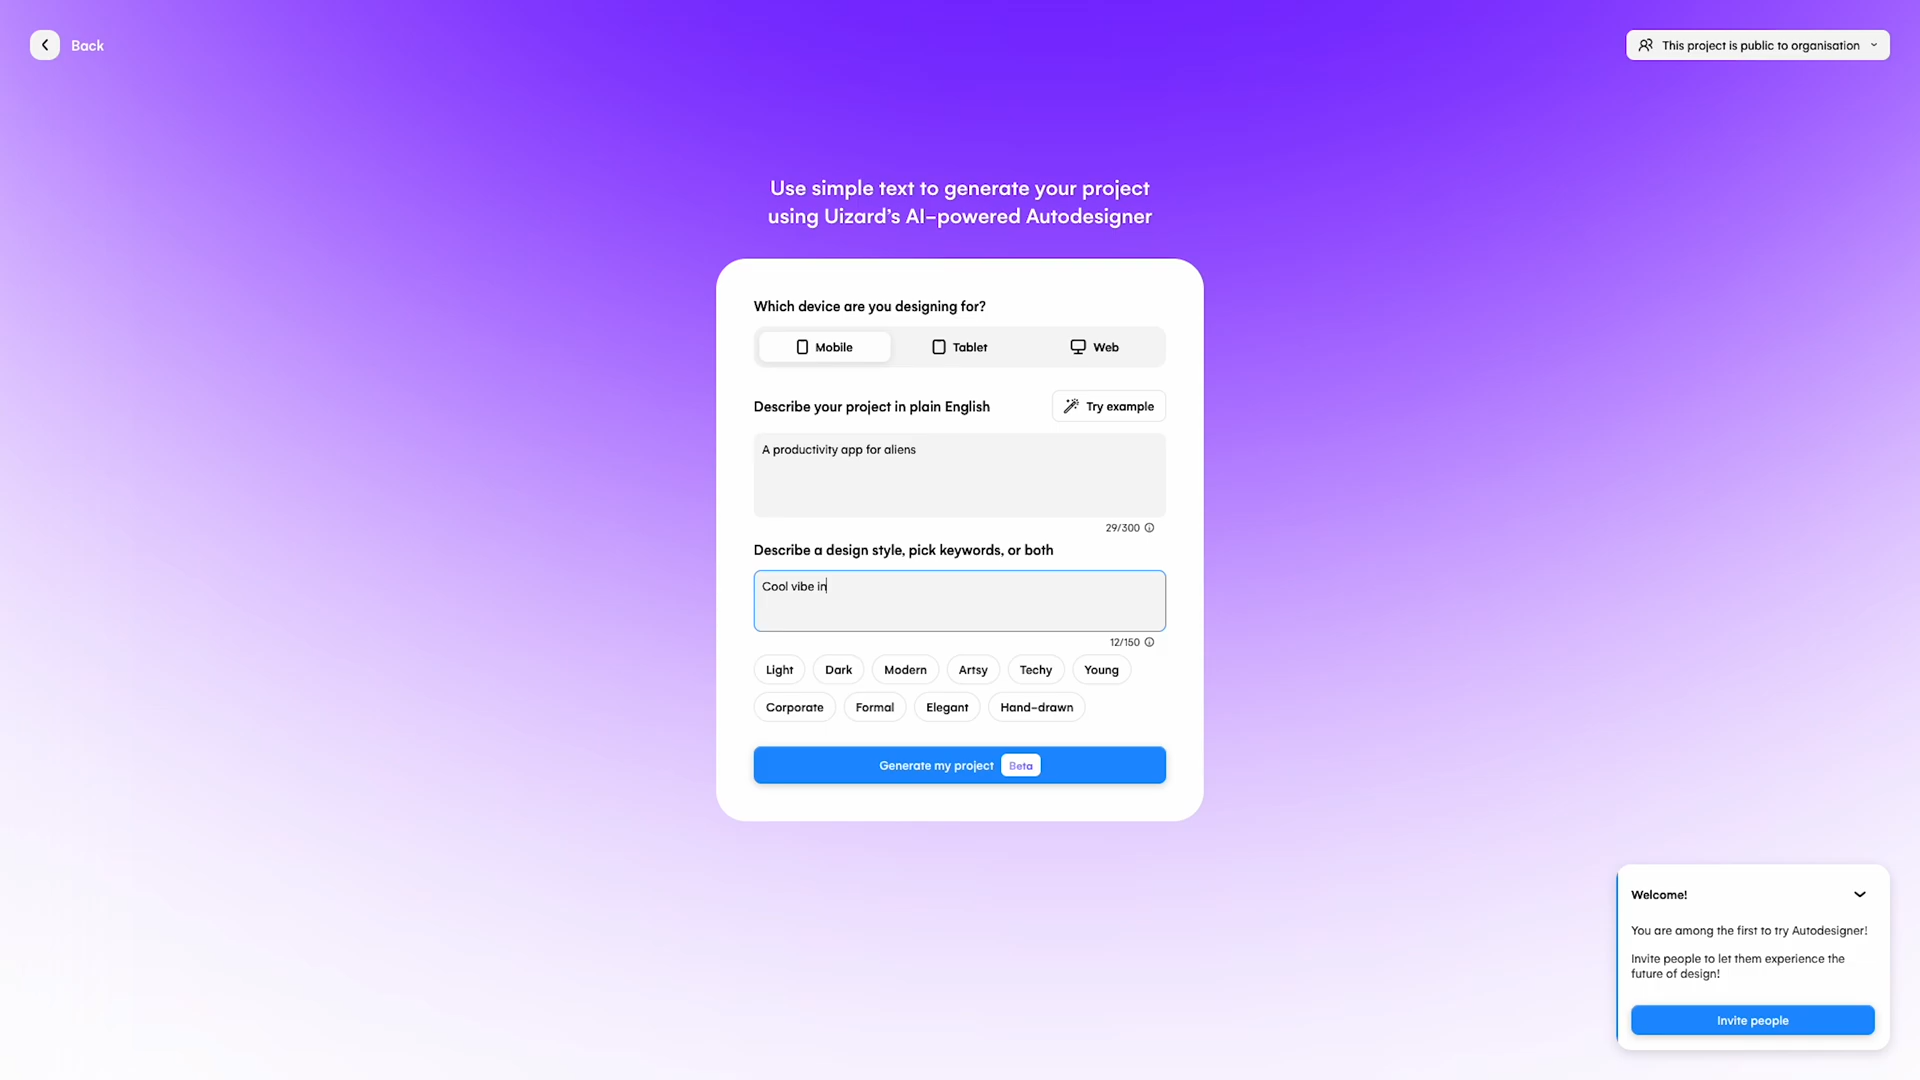 Back
This project is public to organisation
Use simple text to generate your project
using Uizard's AI-powered Autodesigner
Which device are you designing for?
Mobile
Tablet
Web
Describe your project in plain English
Try example
A productivity app for aliens
29/300
Describe a design style, pick keywords, or both
Cool vibe in
12/150
Light
Dark
Modern
Artsy
Techy
Young
Corporate
Formal
Elegant
Hand-drawn
Generate my project Beta
Welcome!
You are among the first to try Autodesigner!
Invite people to let them experience the
future of design!
Invite people